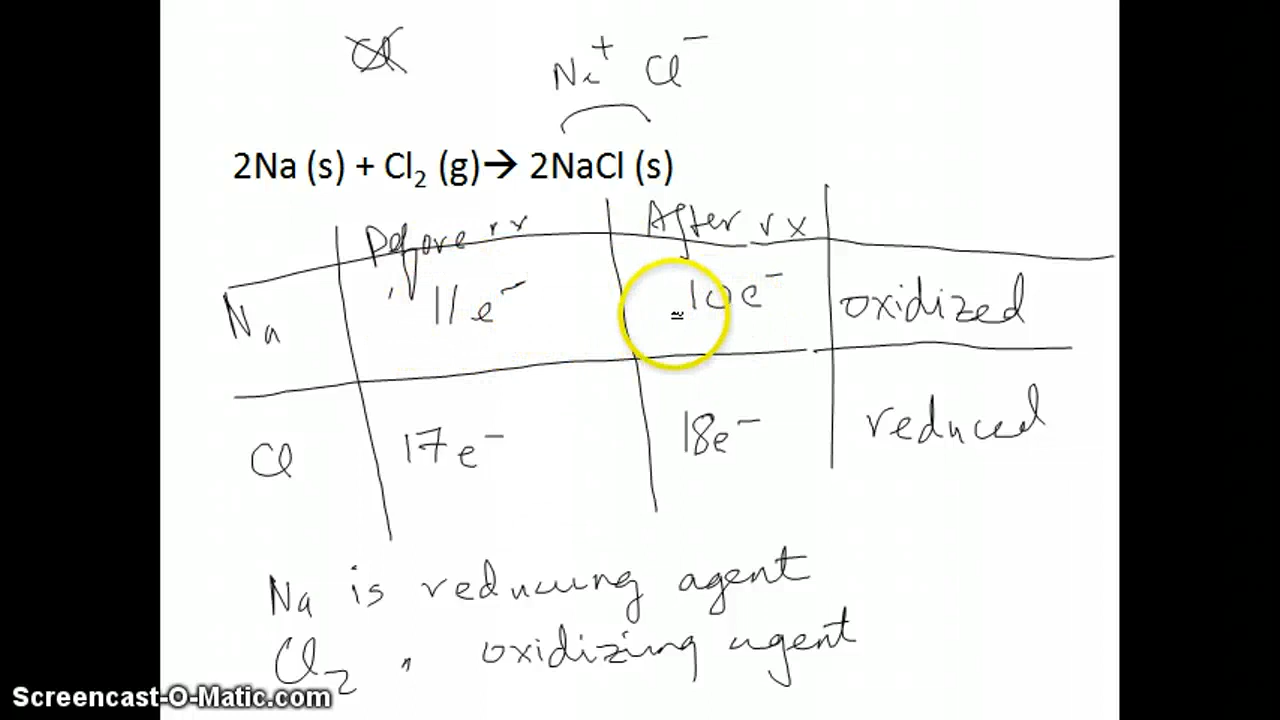 Na⁺ Cl⁻
2Na (s) + Cl₂ (g)→ 2NaCl (s)
Before rx After rx
Na 11 e⁻ 10e⁻ oxidized
Cl 17e⁻ 18e⁻ reduced
Na is reducing agent
Cl₂ " oxidizing agent
Screencast-O-Matic.com